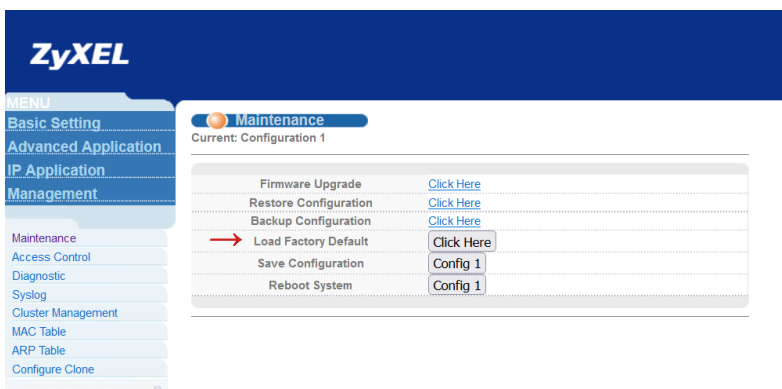 ZyXEL
MENU
Basic Setting
Advanced Application
IP Application
Management
Maintenance
Access Control
Diagnostic
Syslog
Cluster Management
MAC Table
ARP Table
Configure Clone
Maintenance
Current: Configuration 1
Firmware Upgrade Click Here
Restore Configuration Click Here
Backup Configuration Click Here
Load Factory Default Click Here
Save Configuration Config 1
Reboot System Config 1